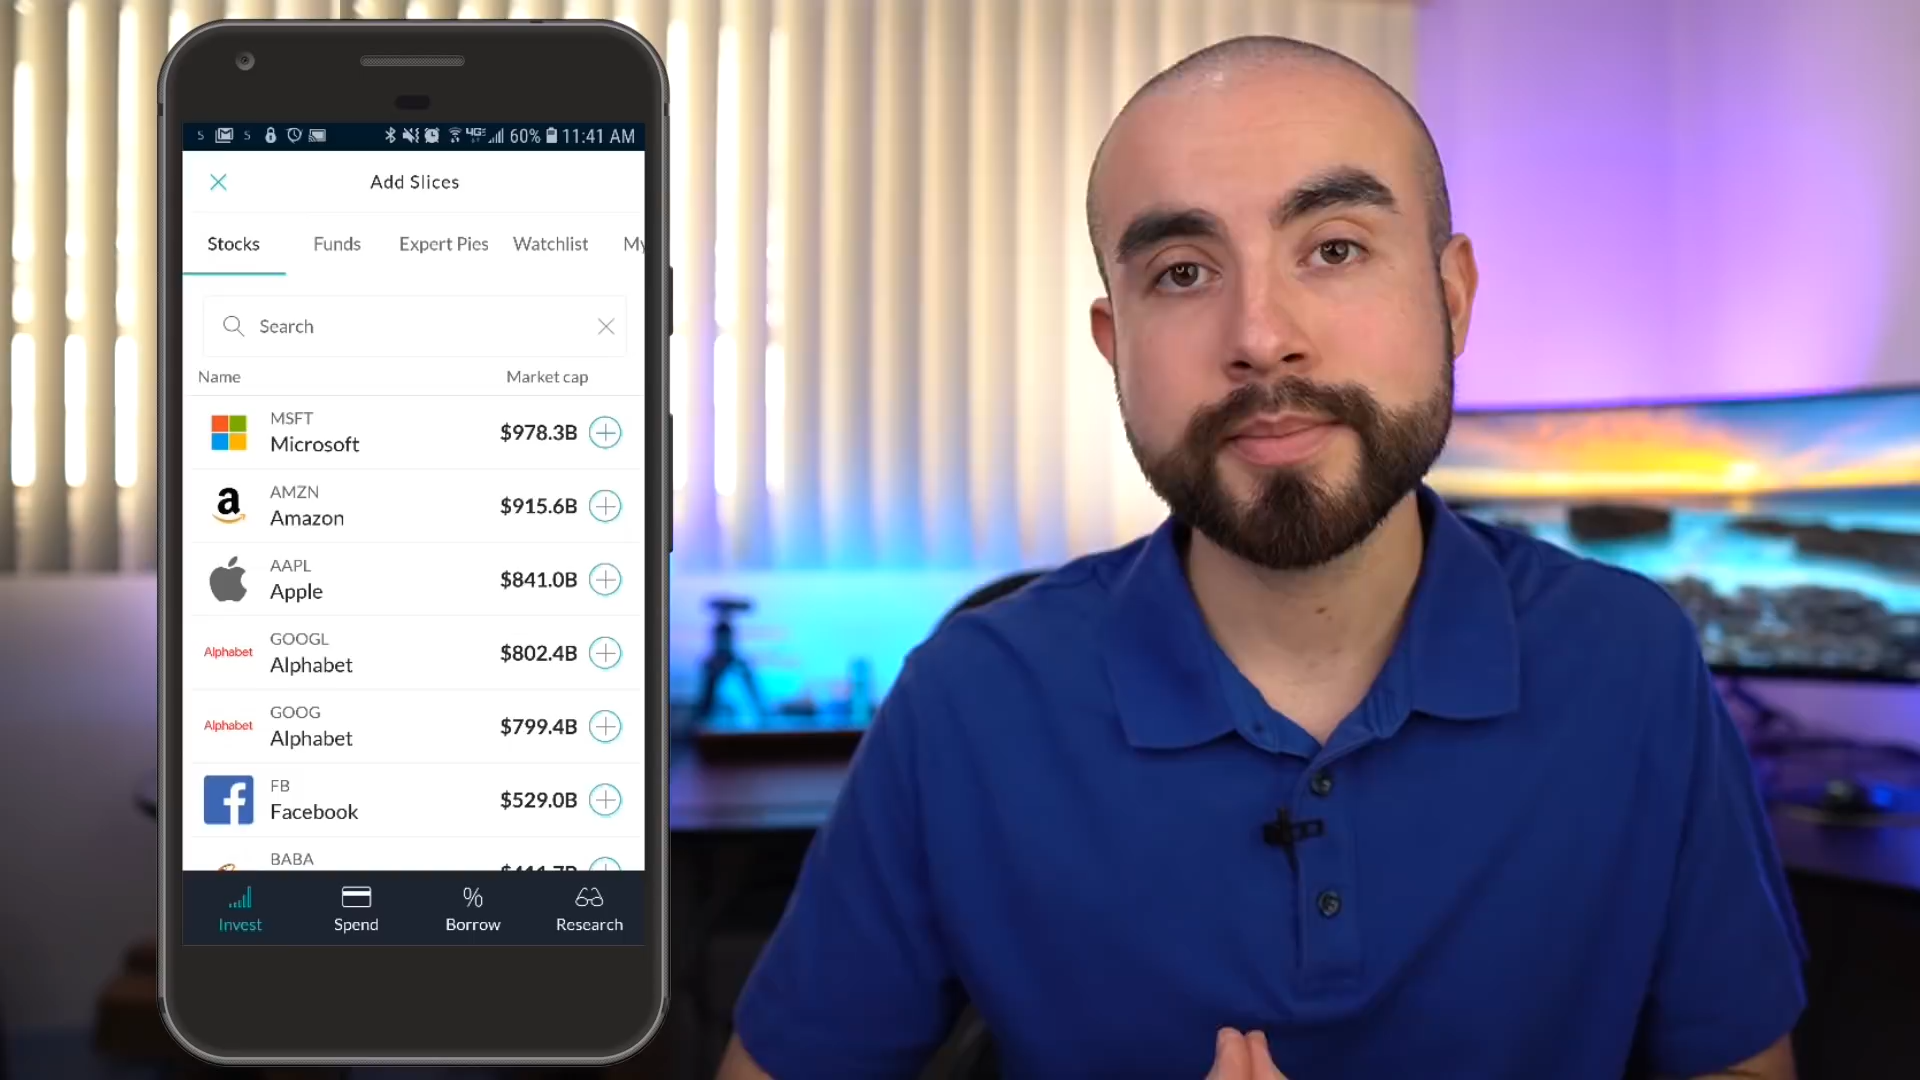 S S 4G 60% 11:41 AM
Add Slices
Stocks Funds Expert Pies Watchlist My
Search
Name Market cap
MSFT
Microsoft $978.3B
a AMZN
Amazon $915.6B
AAPL
Apple $841.0B
GOOGL
Alphabet Alphabet $802.4B
GOOG
Alphabet Alphabet $799.4B
f FB
Facebook $529.0B
BABA
Invest Spend Borrow Research